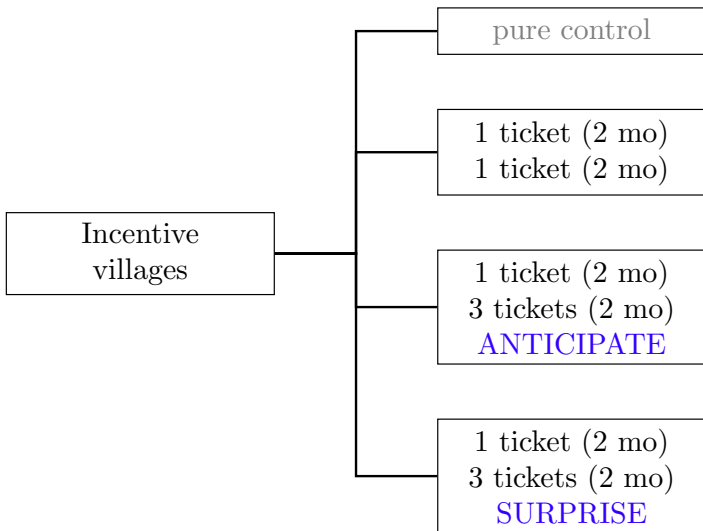 pure control
1 ticket (2 mo)
1 ticket (2 mo)
Incentive
villages
1 ticket (2 mo)
3 tickets (2 mo)
ANTICIPATE
1 ticket (2 mo)
3 tickets (2 mo)
SURPRISE